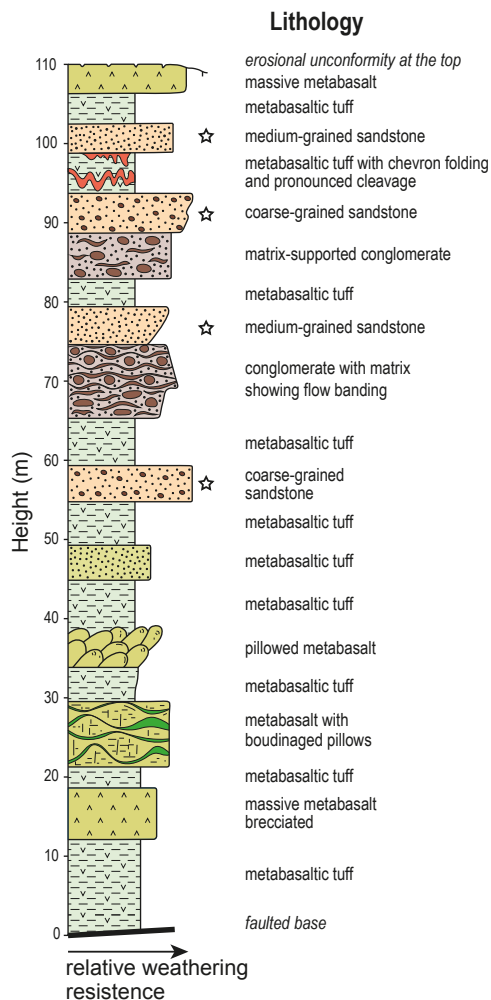 Lithology
110
erosional unconformity at the top
massive metabasalt
metabasaltic tuff
100
medium-grained sandstone
metabasaltic tuff with chevron folding
and pronounced cleavage
90
coarse-grained sandstone
matrix-supported conglomerate
80
metabasaltic tuff
medium-grained sandstone
70
conglomerate with matrix
showing flow banding
metabasaltic tuff
60
coarse-grained
sandstone
50
metabasaltic tuff
metabasaltic tuff
40
metabasaltic tuff
pillowed metabasalt
30
metabasaltic tuff
metabasalt with
boudinaged pillows
20
metabasaltic tuff
massive metabasalt
brecciated
10
metabasaltic tuff
0
faulted base
Height (m)
relative weathering
resistence